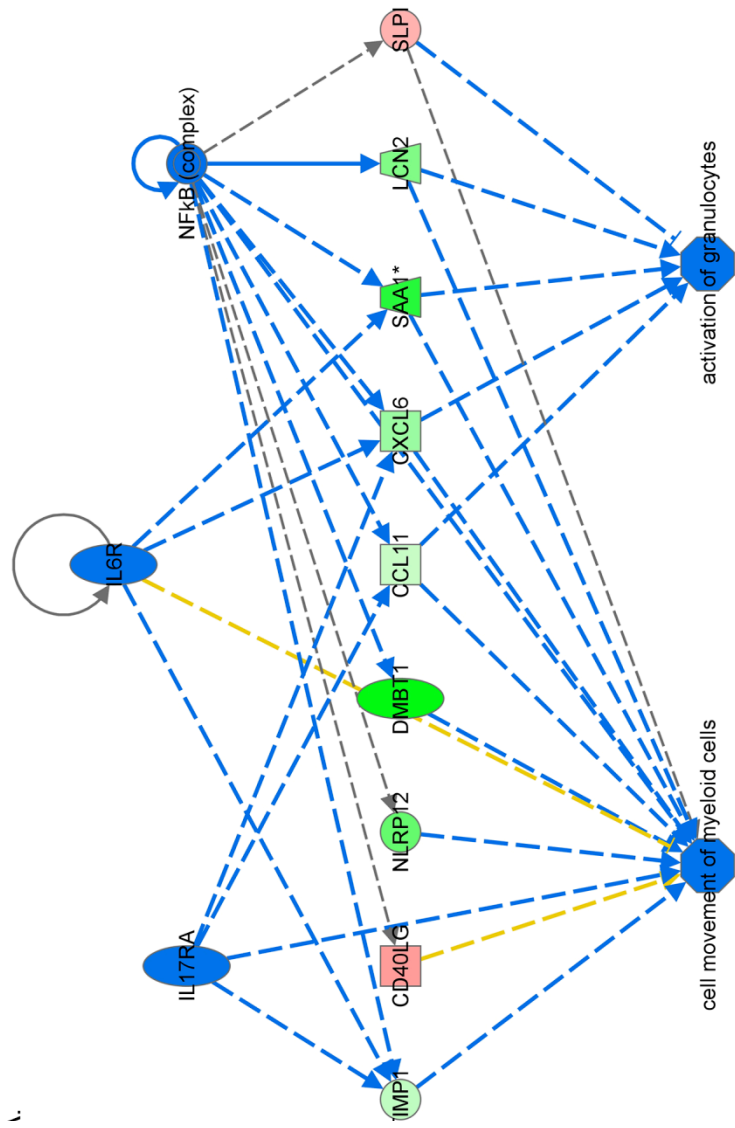 A.
IL17RA
IL6R
NFkB (complex)
TIMP1
CD40LG
NLRP12
DMBT1
CCL11
CXCL6
SAA1*
LCN2
SLPI
cell movement of myeloid cells
activation of granulocytes